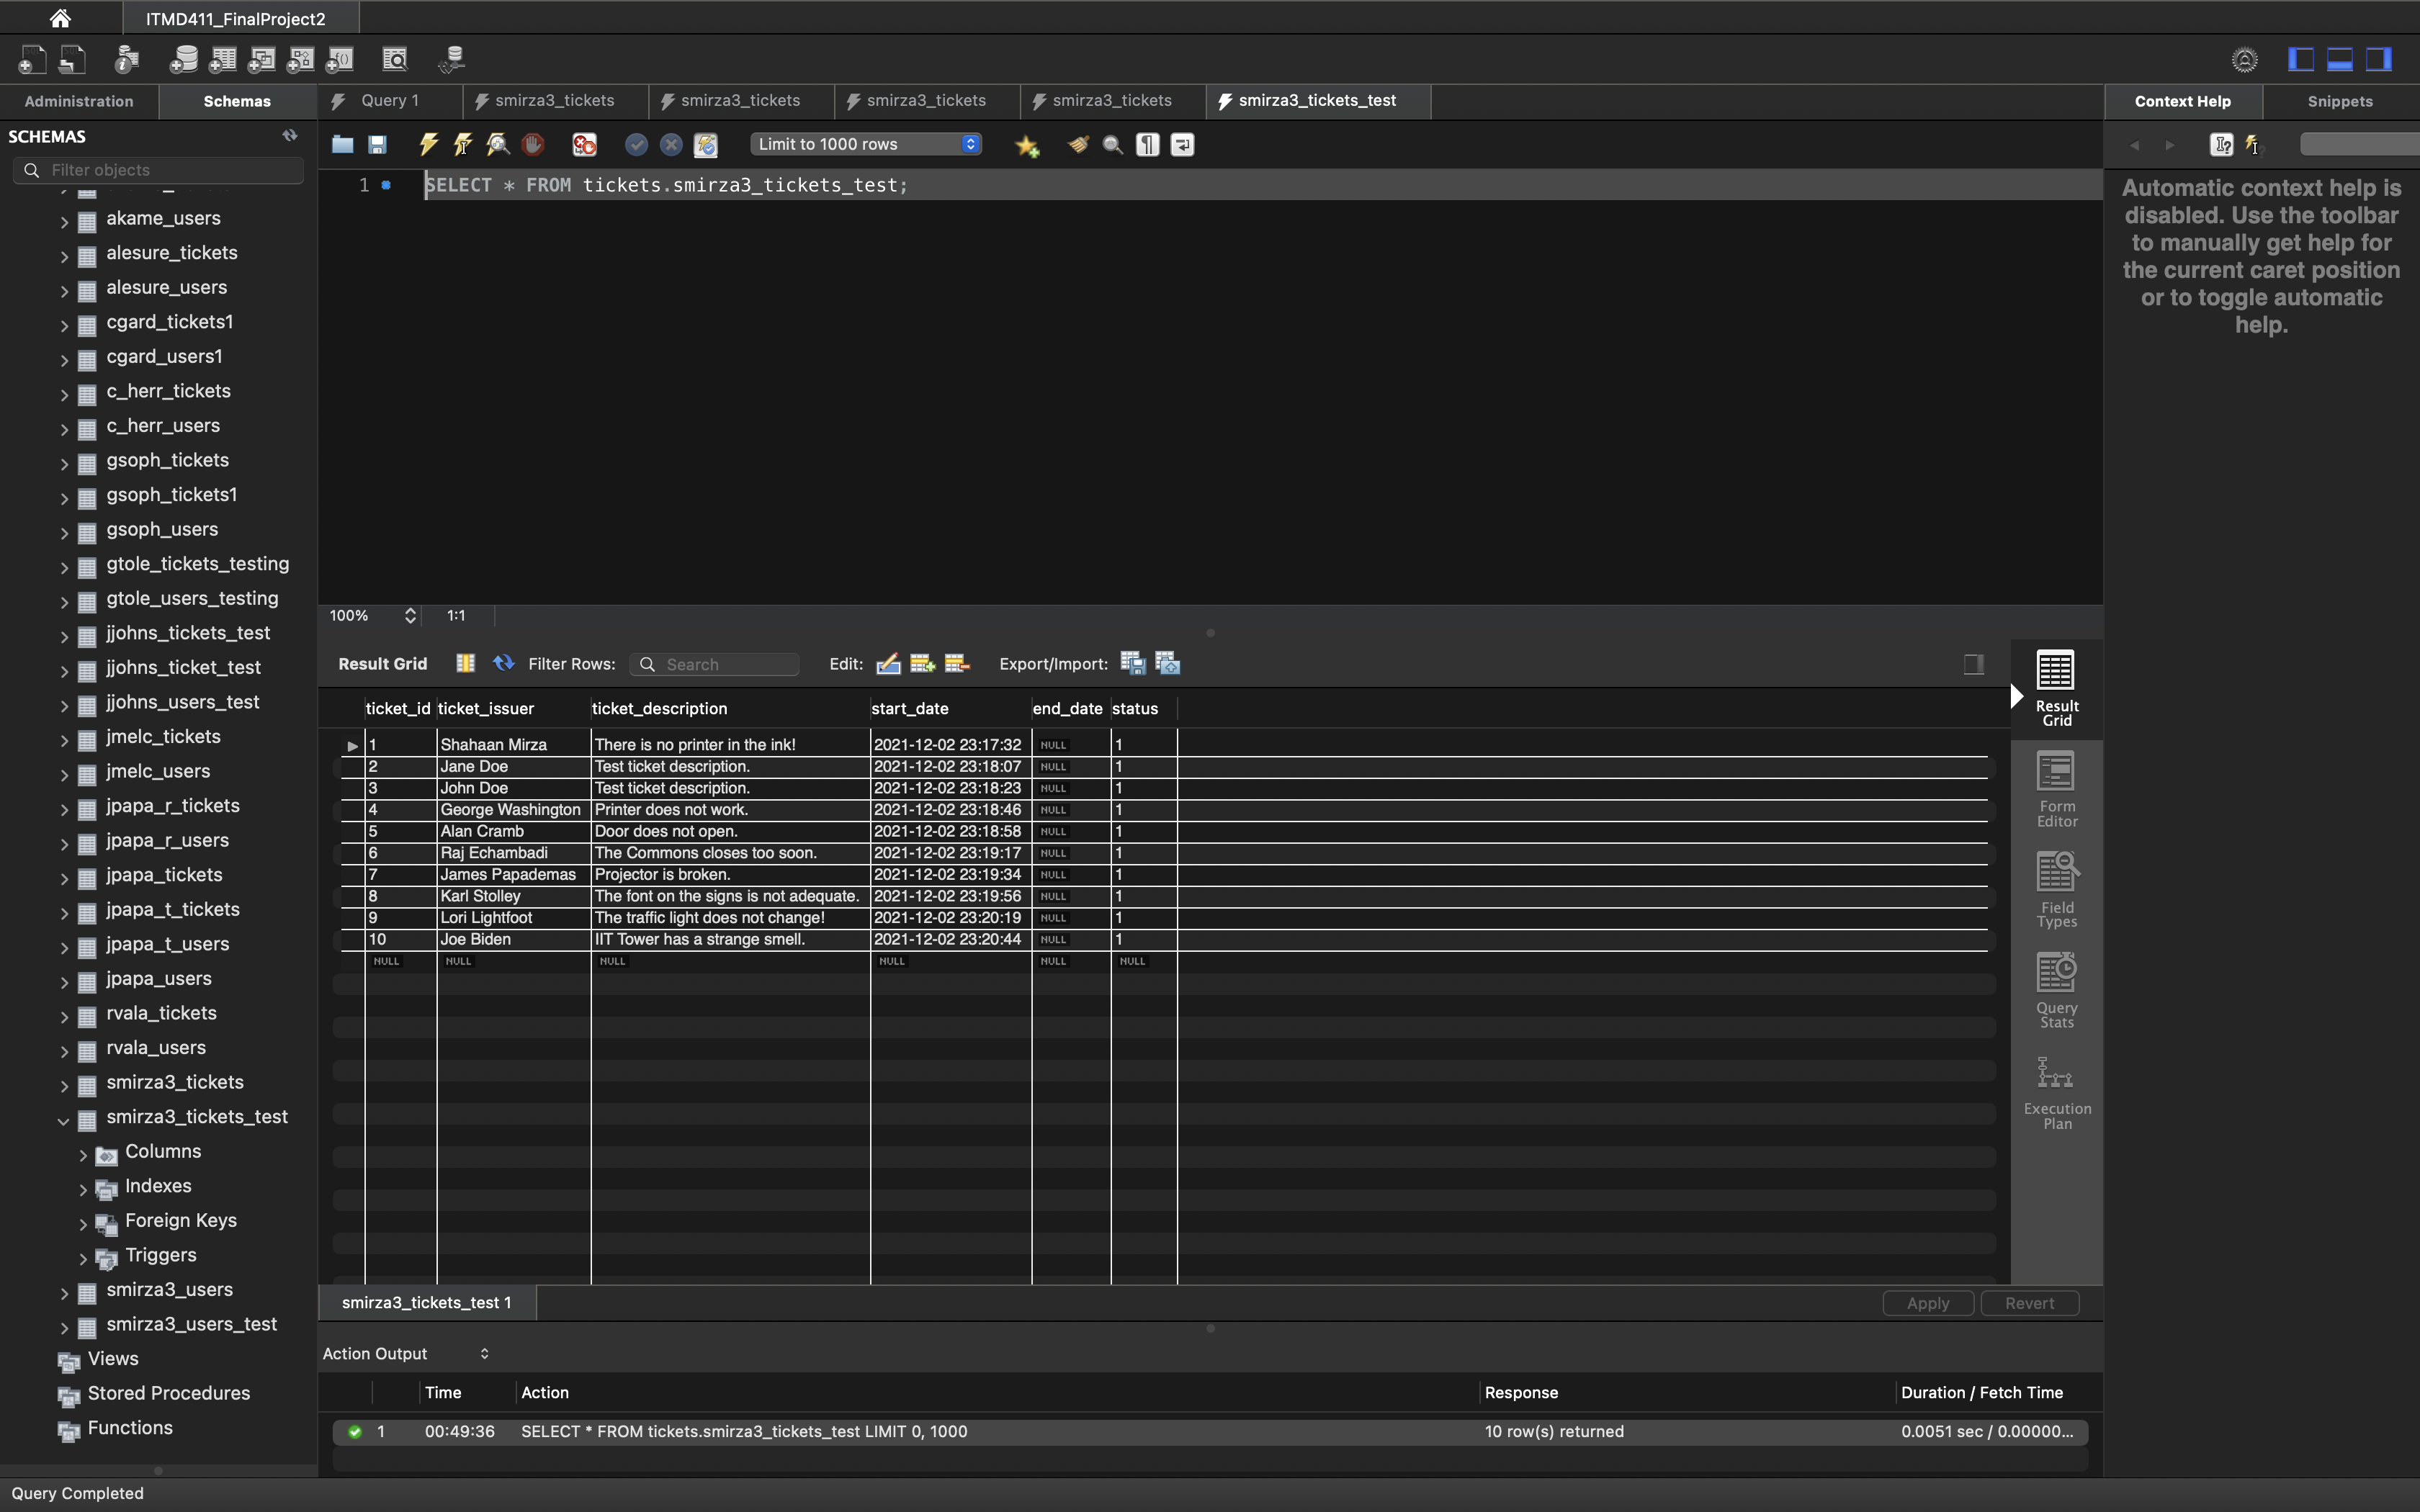 ITMD411_FinalProject2
Administration
Schemas
Query 1
smirza3_tickets
smirza3_tickets
smirza3_tickets
smirza3_tickets
smirza3_tickets_test
Context Help
Snippets
SCHEMAS
Filter objects
Limit to 1000 rows
1
SELECT * FROM tickets.smirza3_tickets_test;
Automatic context help is
disabled. Use the toolbar
to manually get help for
the current caret position
or to toggle automatic
help.
akame_users
alesure_tickets
alesure_users
cgard_tickets1
cgard_users1
c_herr_tickets
c_herr_users
gsoph_tickets
gsoph_tickets1
gsoph_users
gtole_tickets_testing
gtole_users_testing
jjohns_tickets_test
jjohns_ticket_test
jjohns_users_test
jmelc_tickets
jmelc_users
jpapa_r_tickets
jpapa_r_users
jpapa_tickets
jpapa_t_tickets
jpapa_t_users
jpapa_users
rvala_tickets
rvala_users
smirza3_tickets
smirza3_tickets_test
Columns
Indexes
Foreign Keys
Triggers
smirza3_users
smirza3_users_test
Views
Stored Procedures
Functions
100% 1:1
Result Grid Filter Rows: Search Edit: Export/Import:
ticket_id ticket_issuer ticket_description start_date end_date status
1 Shahaan Mirza There is no printer in the ink! 2021-12-02 23:17:32 NULL 1
2 Jane Doe Test ticket description. 2021-12-02 23:18:07 NULL 1
3 John Doe Test ticket description. 2021-12-02 23:18:23 NULL 1
4 George Washington Printer does not work. 2021-12-02 23:18:46 NULL 1
5 Alan Cramb Door does not open. 2021-12-02 23:18:58 NULL 1
6 Raj Echambadi The Commons closes too soon. 2021-12-02 23:19:17 NULL 1
7 James Papademas Projector is broken. 2021-12-02 23:19:34 NULL 1
8 Karl Stolley The font on the signs is not adequate. 2021-12-02 23:19:56 NULL 1
9 Lori Lightfoot The traffic light does not change! 2021-12-02 23:20:19 NULL 1
10 Joe Biden IIT Tower has a strange smell. 2021-12-02 23:20:44 NULL 1
NULL NULL NULL NULL NULL NULL
Result
Grid
Form
Editor
Field
Types
Query
Stats
Execution
Plan
smirza3_tickets_test 1
Apply
Revert
Action Output
Time Action Response Duration / Fetch Time
1 00:49:36 SELECT * FROM tickets.smirza3_tickets_test LIMIT 0, 1000 10 row(s) returned 0.0051 sec / 0.00000...
Query Completed